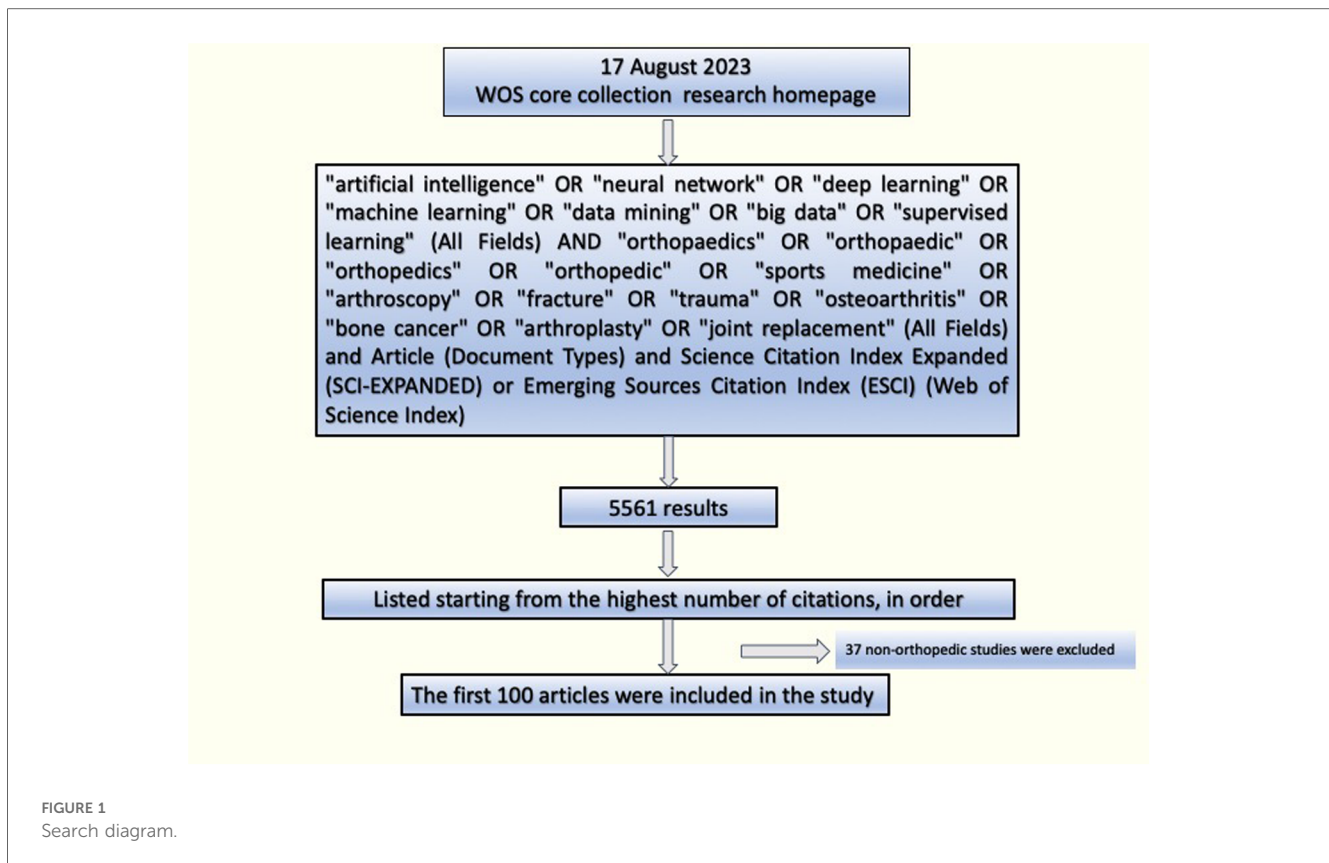 17 August 2023
WOS core collection research homepage
"artificial intelligence" OR "neural network" OR "deep learning" OR
"machine learning" OR "data mining" OR "big data" OR "supervised
learning" (All Fields) AND "orthopaedics" OR "orthopaedic" OR
"orthopedics" OR "orthopedic" OR "sports medicine" OR
"arthroscopy" OR "fracture" OR "trauma" OR "osteoarthritis" OR
"bone cancer" OR "arthroplasty" OR "joint replacement" (All Fields)
and Article (Document Types) and Science Citation Index Expanded
(SCI-EXPANDED) or Emerging Sources Citation Index (ESCI) (Web of
Science Index)
5561 results
Listed starting from the highest number of citations, in order
37 non-orthopedic studies were excluded
The first 100 articles were included in the study
FIGURE 1
Search diagram.